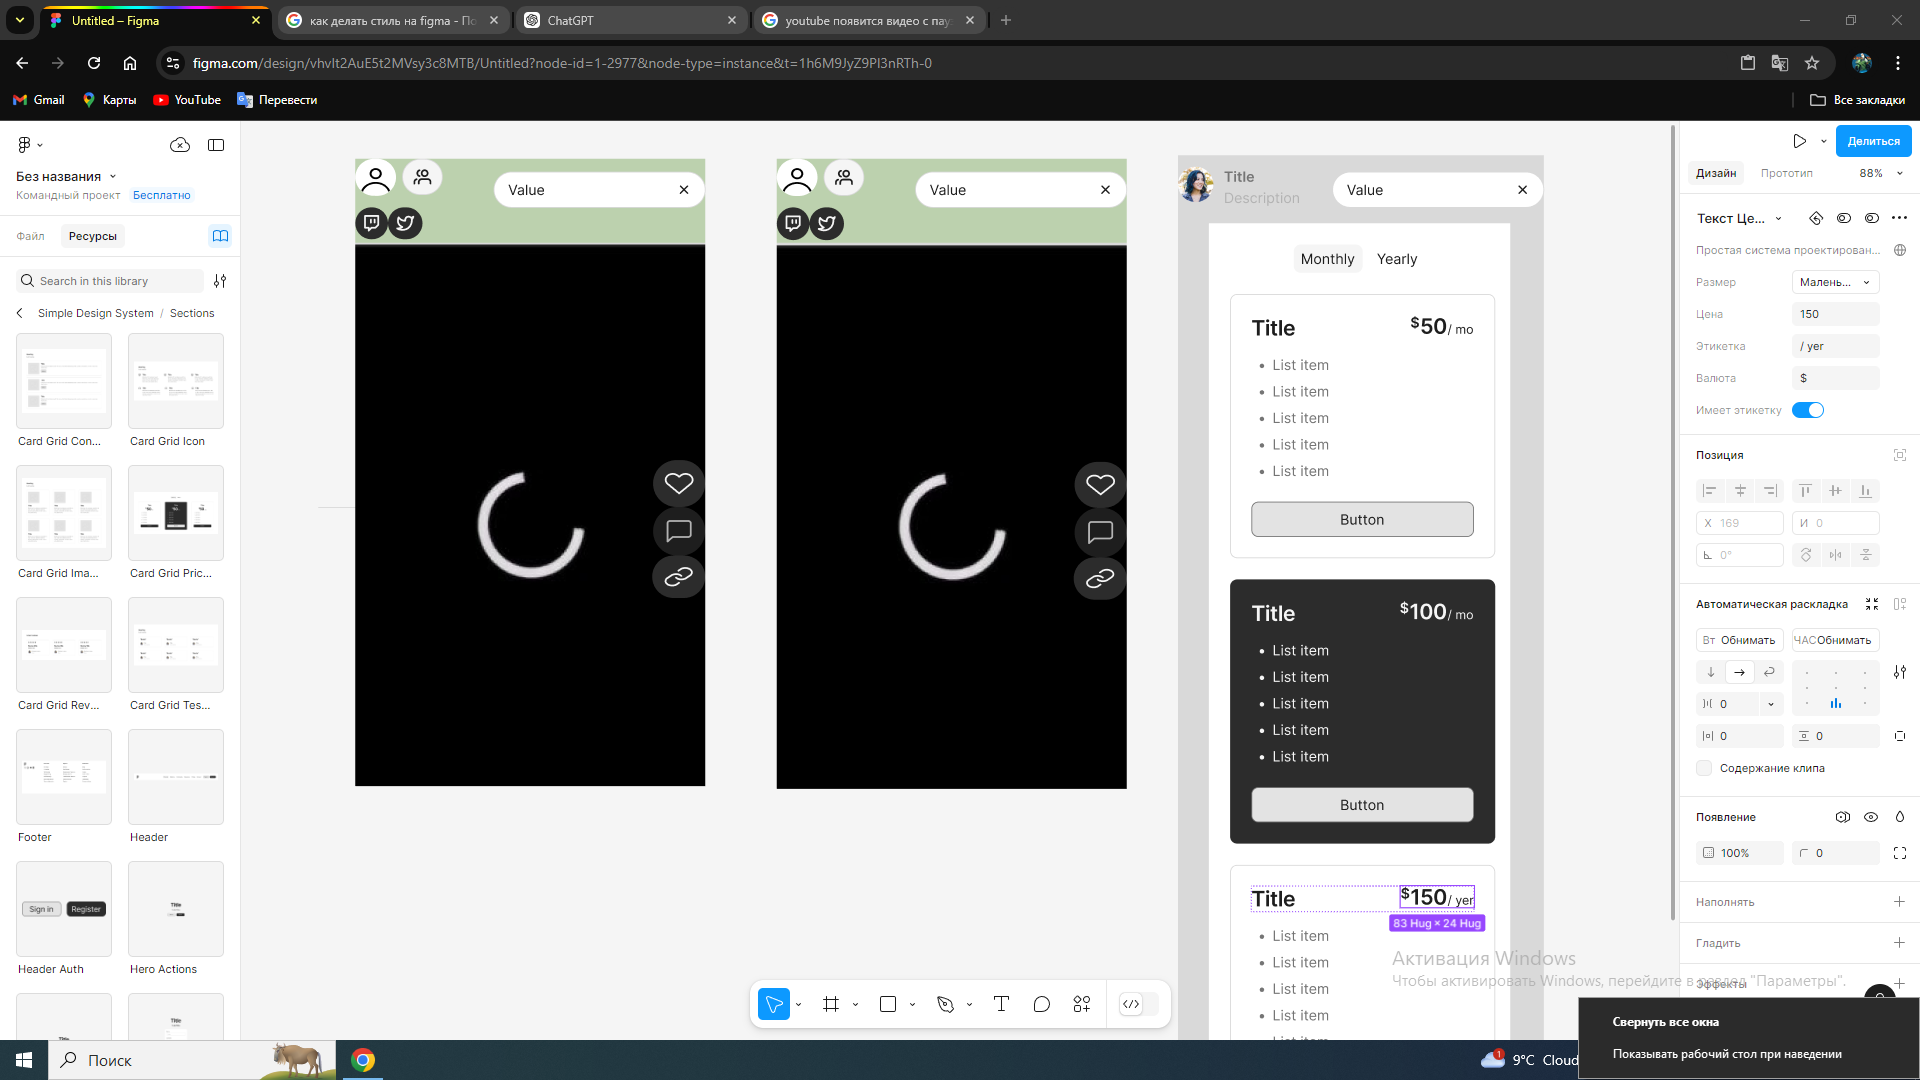 Untitled – Figma
как делать стиль на figma - По
ChatGPT
youtube появится видео с пау
figma.com/design/vhvIt2AuE5t2MVsy3c8MTB/Untitled?node-id=1-2977&node-type=instance&t=1h6M9JyZ9Pl3nRTh-0
Gmail
Карты
YouTube
Перевести
Все закладки
Без названия
Командный проект
Бесплатно
Файл
Ресурсы
Search in this library
Simple Design System / Sections
Card Grid Con...
Card Grid Icon
Card Grid Ima...
Card Grid Pric...
Card Grid Rev...
Card Grid Tes...
Footer
Header
Sign in
Register
Title
Header Auth
Hero Actions
Title
Value
Value
Title
Description
Value
Monthly
Yearly
Title
$50/ mo
List item
List item
List item
List item
List item
Button
Title
$100/ mo
List item
List item
List item
List item
List item
Button
Title
$150/ yer
83 Hug × 24 Hug
List item
List item
List item
List item
List item
Делиться
Дизайн
Прототип
88%
Текст Це...
Простая система проектирован...
Размер
Малень...
Цена
150
Этикетка
/ yer
Валюта
$
Имеет этикетку
Позиция
X 169
И 0
0°
Автоматическая раскладка
Вт Обнимать
ЧАС Обнимать
0
0
0
Содержание клипа
Появление
100%
0
Наполнять
Гладить
Эффекты
Активация Windows
Чтобы активировать Windows, перейдите в раздел "Параметры".
Свернуть все окна
Показывать рабочий стол при наведении
Поиск
1
9°C Cloud